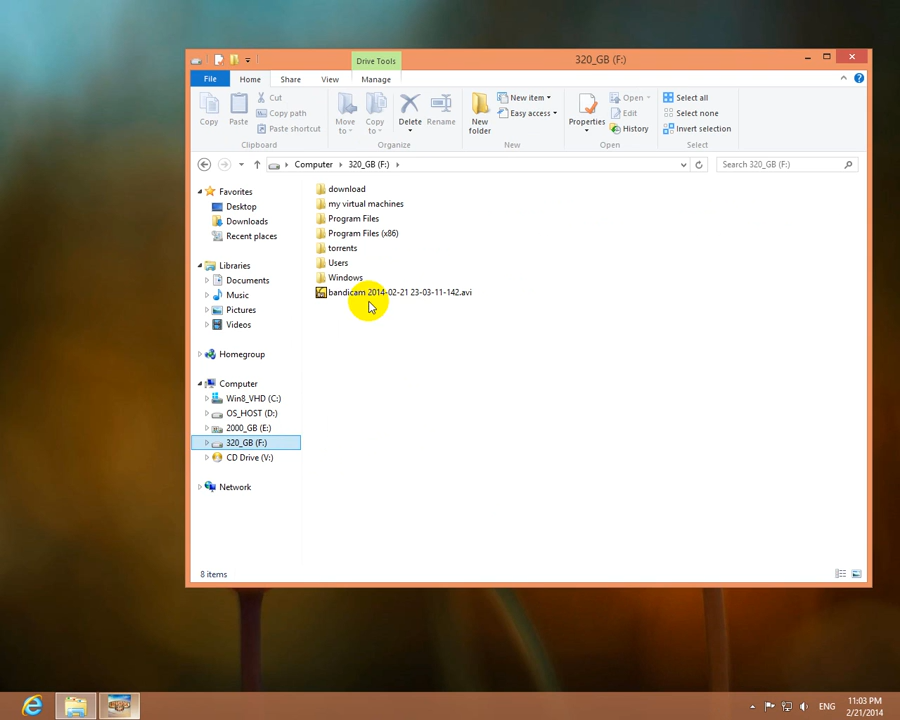 Drive Tools
320_GB (F:)
File Home Share View Manage
Copy
Paste
Cut
Copy path
Paste shortcut
Clipboard
Move to
Copy to
Delete
Rename
Organize
New folder
New item
Easy access
New
Properties
Open
Edit
History
Open
Select all
Select none
Invert selection
Select
Computer 320_GB (F:)
Search 320_GB (F:)
Favorites
Desktop
Downloads
Recent places
Libraries
Documents
Music
Pictures
Videos
Homegroup
Computer
Win8_VHD (C:)
OS_HOST (D:)
2000_GB (E:)
320_GB (F:)
CD Drive (V:)
Network
download
my virtual machines
Program Files
Program Files (x86)
torrents
Users
Windows
bandicam 2014-02-21 23-03-11-142.avi
8 items
ENG
11:03 PM
2/21/2014